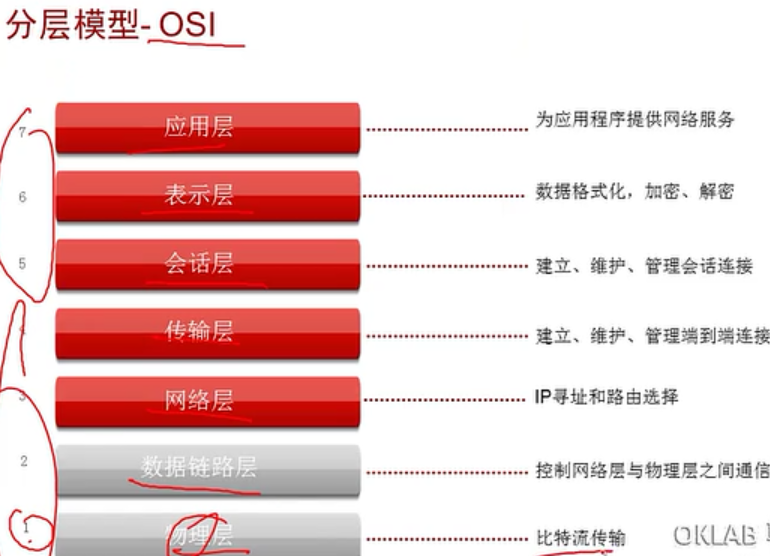 分层模型- OSI
7 应用层 为应用程序提供网络服务
6 表示层 数据格式化，加密、解密
5 会话层 建立、维护、管理会话连接
4 传输层 建立、维护、管理端到端连接
3 网络层 IP寻址和路由选择
2 数据链路层 控制网络层与物理层之间通信
1 物理层 比特流传输
OKLAB